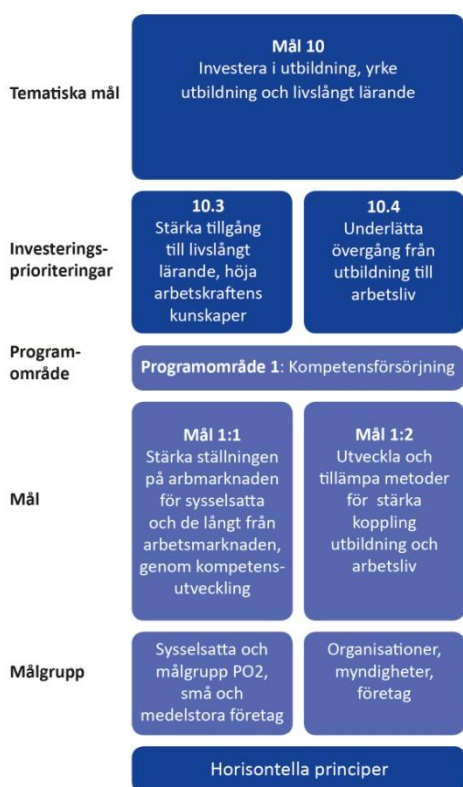 Tematiska mål
Mål 10
Investera i utbildning, yrke
utbildning och livslångt lärande
Investerings-
prioriteringar
10.3
Stärka tillgång
till livslångt
lärande, höja
arbetskraftens
kunskaper
10.4
Underlätta
övergång från
utbildning till
arbetsliv
Program-
område
Programområde 1: Kompetensförsörjning
Mål
Mål 1:1
Stärka ställningen
på arbmarknaden
för sysselsatta
och de långt från
arbetsmarknaden,
genom kompetens-
utveckling
Mål 1:2
Utveckla och
tillämpa metoder
för stärka
koppling
utbildning och
arbetsliv
Målgrupp
Sysselsatta och
målgrupp PO2,
små och
medelstora företag
Organisationer,
myndigheter,
företag
Horisontella principer